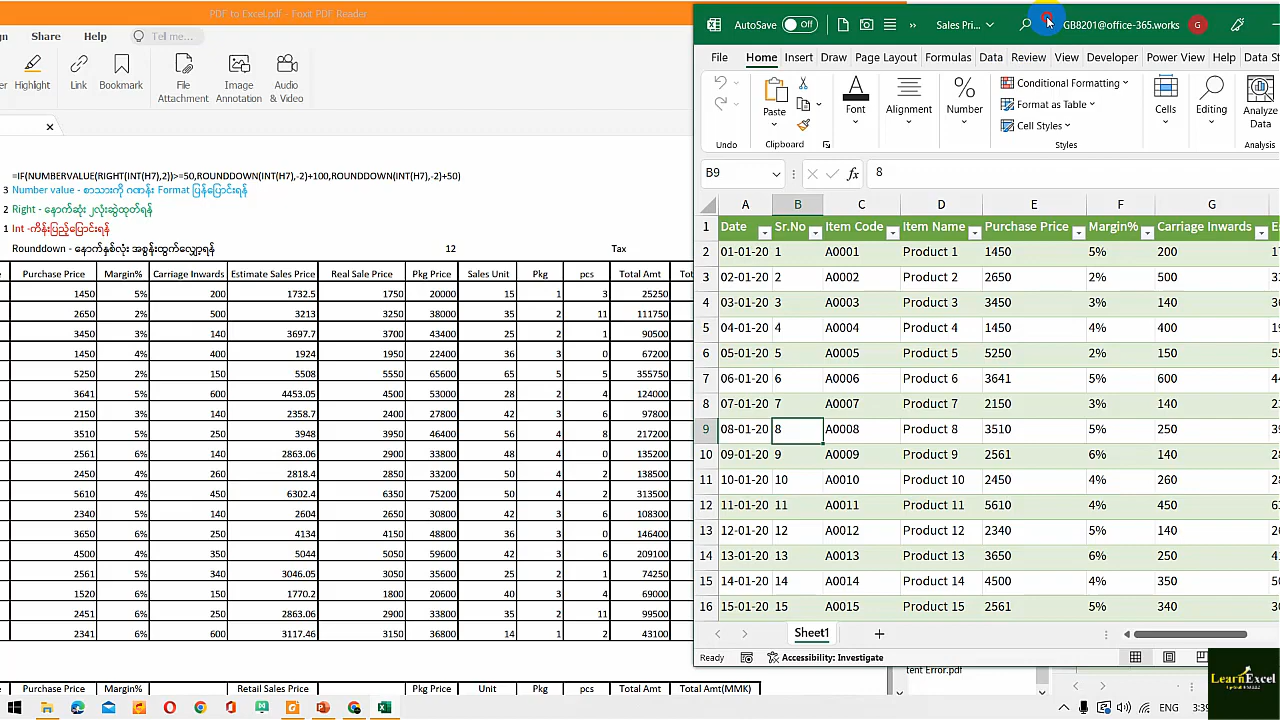 PDF to Excel.pdf - Foxit PDF Reader
Share Help Tell me...
Highlight Link Bookmark File Attachment Image Annotation Audio & Video
=IF(NUMBERVALUE(RIGHT(INT(H7),2))>=50,ROUNDDOWN(INT(H7),-2)+100,ROUNDDOWN(INT(H7),-2)+50)
3 Number value - စာသားကို ဂဏန်း Format ပြန်ပြောင်းရန်
2 Right - နောက်ဆုံး ၂လုံးဆွဲထုတ်ရန်
1 Int -ကိန်းပြည့်ပြောင်းရန်
Rounddown - နောက်နှစ်လုံး အစွန်းထွက်လျှော့ရန် 12 Tax
Purchase Price Margin% Carriage Inwards Estimate Sales Price Real Sale Price Pkg Price Sales Unit Pkg pcs Total Amt
1450 5% 200 1732.5 1750 20000 15 1 3 25250
2650 2% 500 3213 3250 38000 35 2 11 111750
3450 3% 140 3697.7 3700 43400 25 2 1 90500
1450 4% 400 1924 1950 22400 36 3 0 67200
5250 2% 150 5508 5550 65600 65 5 5 355750
3641 5% 600 4453.05 4500 53000 28 2 4 124000
2150 3% 140 2358.7 2400 27800 42 3 6 97800
3510 5% 250 3948 3950 46400 56 4 8 217200
2561 6% 140 2863.06 2900 33800 48 4 0 135200
2450 4% 260 2818.4 2850 33200 50 4 2 138500
5610 4% 450 6302.4 6350 75200 50 4 2 313500
2340 5% 140 2604 2650 30800 42 3 6 108300
3650 6% 250 4134 4150 48800 36 3 0 146400
4500 4% 350 5044 5050 59600 42 3 6 209100
2561 5% 340 3046.05 3050 35600 25 2 1 74250
1520 6% 150 1770.2 1800 20600 40 3 4 69000
2451 6% 250 2863.06 2900 33800 35 2 11 99500
2341 6% 600 3117.46 3150 36800 14 1 2 43100
Purchase Price Margin% Retail Sales Price Pkg Price Unit Pkg pcs Total Amt Total Amt(MMK)
AutoSave Off » Sales Pri... GB8201@office-365.works G
File Home Insert Draw Page Layout Formulas Data Review View Developer Help Power View Data St
Paste Font Alignment Number Conditional Formatting Format as Table Cell Styles Cells Editing Analyze Data
Undo Clipboard Styles Analysis
B9 fx 8
A B C D E F G
1 Date Sr.No Item Code Item Name Purchase Price Margin% Carriage Inwards
2 01-01-20 1 A0001 Product 1 1450 5% 200
3 02-01-20 2 A0002 Product 2 2650 2% 500
4 03-01-20 3 A0003 Product 3 3450 3% 140
5 04-01-20 4 A0004 Product 4 1450 4% 400
6 05-01-20 5 A0005 Product 5 5250 2% 150
7 06-01-20 6 A0006 Product 6 3641 5% 600
8 07-01-20 7 A0007 Product 7 2150 3% 140
9 08-01-20 8 A0008 Product 8 3510 5% 250
10 09-01-20 9 A0009 Product 9 2561 6% 140
11 10-01-20 10 A0010 Product 10 2450 4% 260
12 11-01-20 11 A0011 Product 11 5610 4% 450
13 12-01-20 12 A0012 Product 12 2340 5% 140
14 13-01-20 13 A0013 Product 13 3650 6% 250
15 14-01-20 14 A0014 Product 14 4500 4% 350
16 15-01-20 15 A0015 Product 15 2561 5% 340
Sheet1 +
Ready Accessibility: Investigate
tent Error.pdf
ENG 3:39
LearnExcel